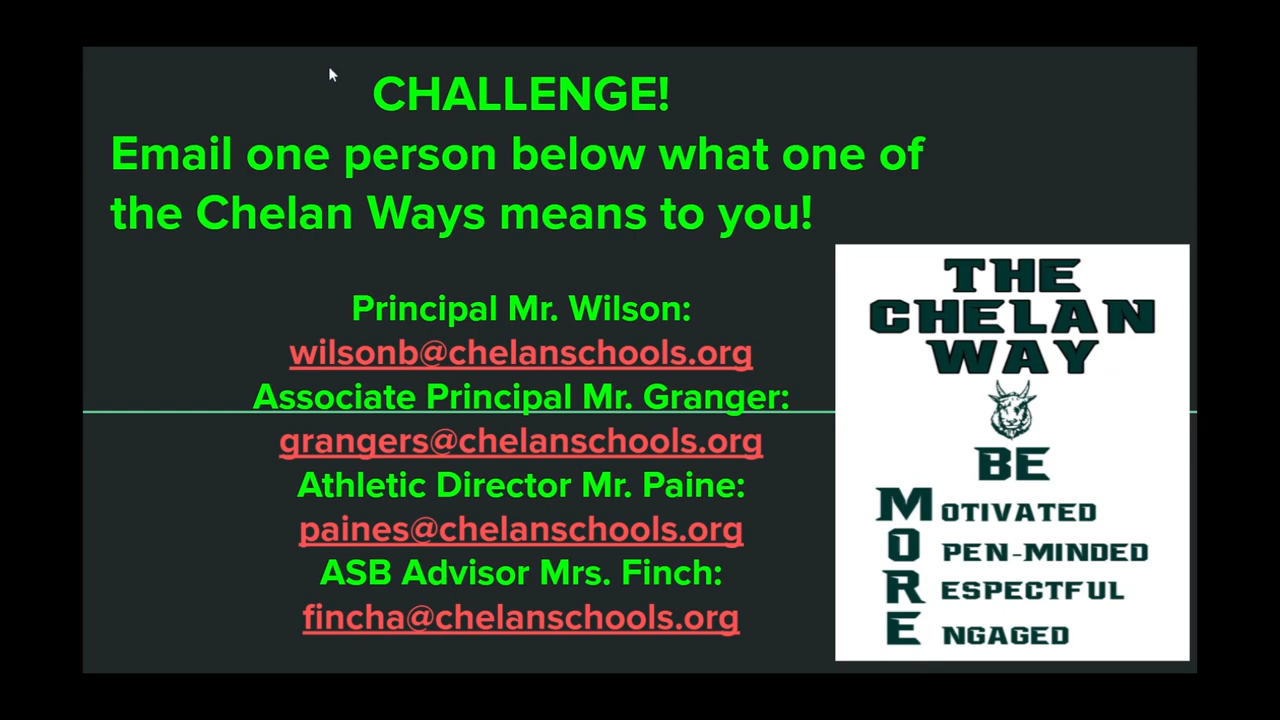 CHALLENGE!
Email one person below what one of
the Chelan Ways means to you!
Principal Mr. Wilson:
wilsonb@chelanschools.org
Associate Principal Mr. Granger:
grangers@chelanschools.org
Athletic Director Mr. Paine:
paines@chelanschools.org
ASB Advisor Mrs. Finch:
fincha@chelanschools.org
THE
CHELAN
WAY
BE
MOTIVATED
OPEN-MINDED
RESPECTFUL
ENGAGED